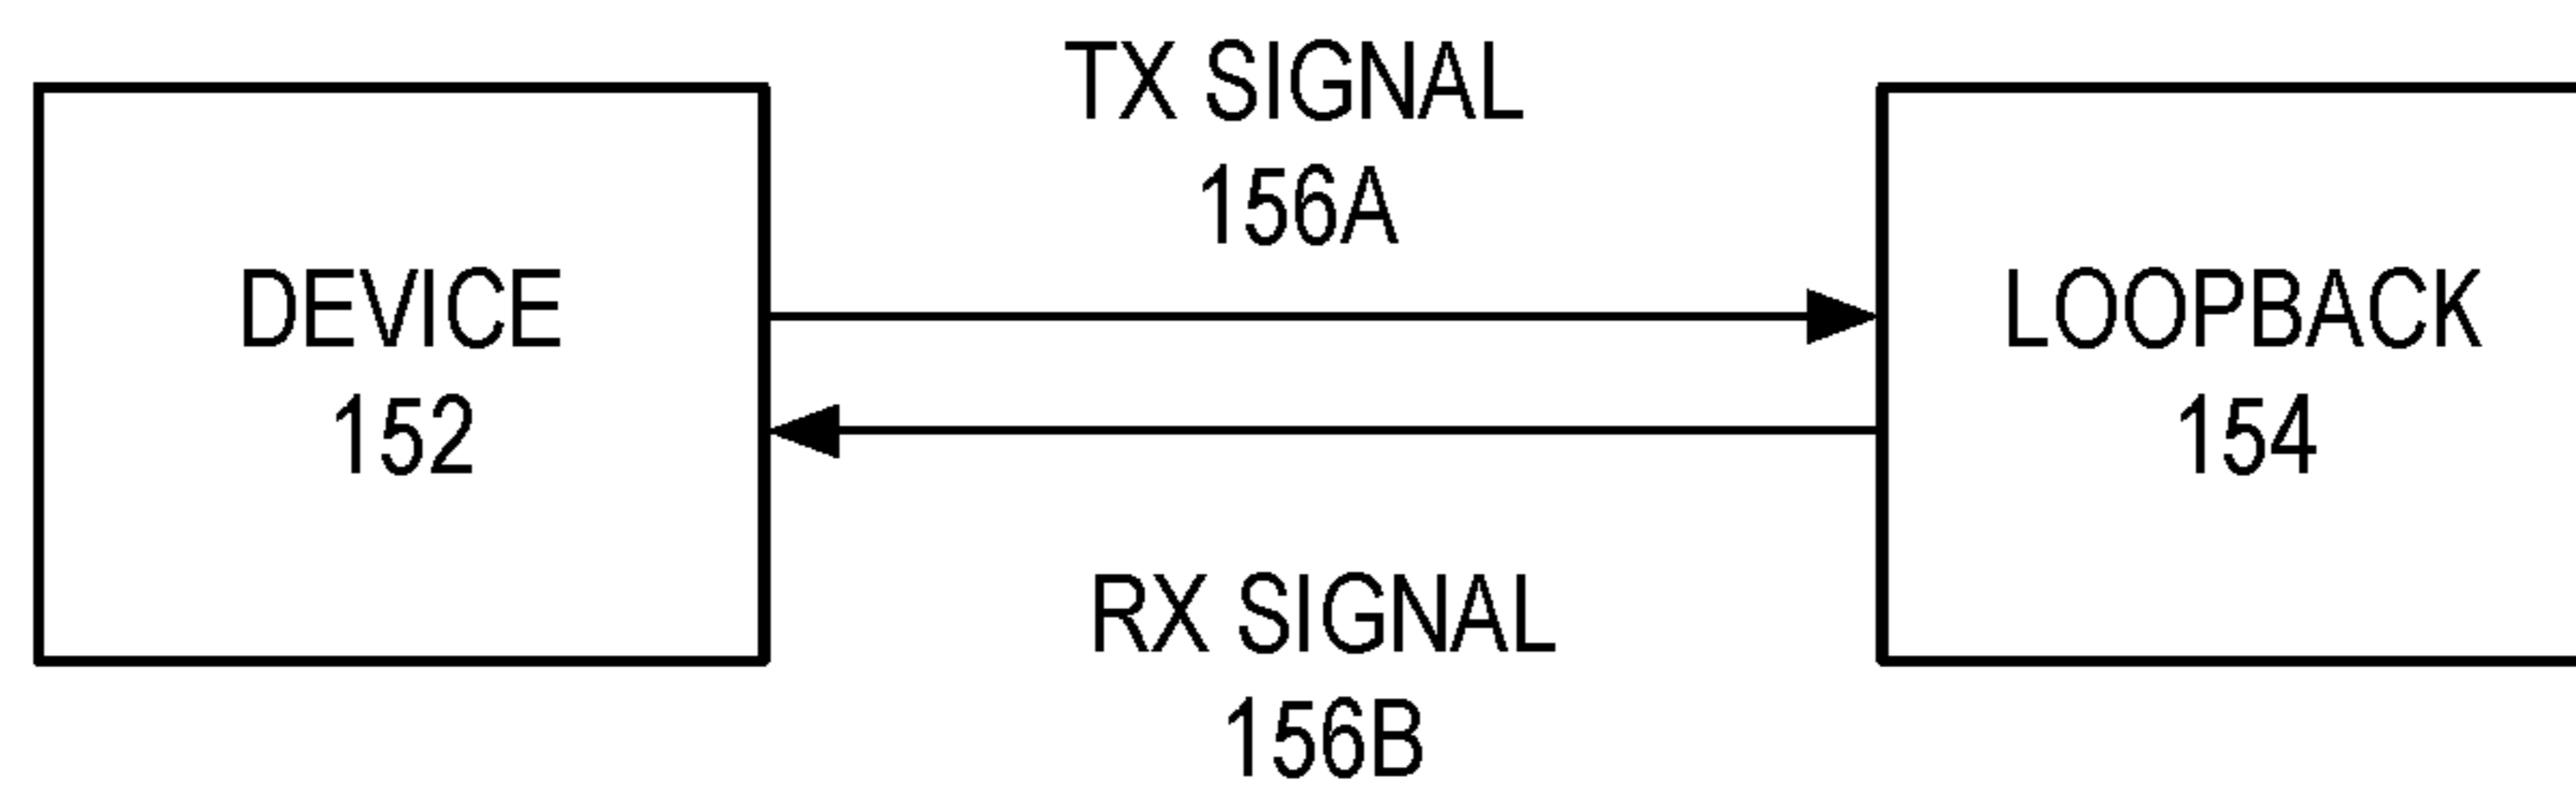 TX SIGNAL
156A
DEVICE
152
LOOPBACK
154
RX SIGNAL
156B